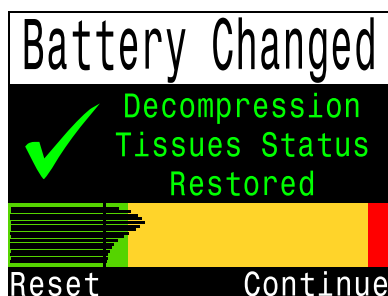 Battery Changed
Decompression
Tissues Status
Restored
Reset Continue